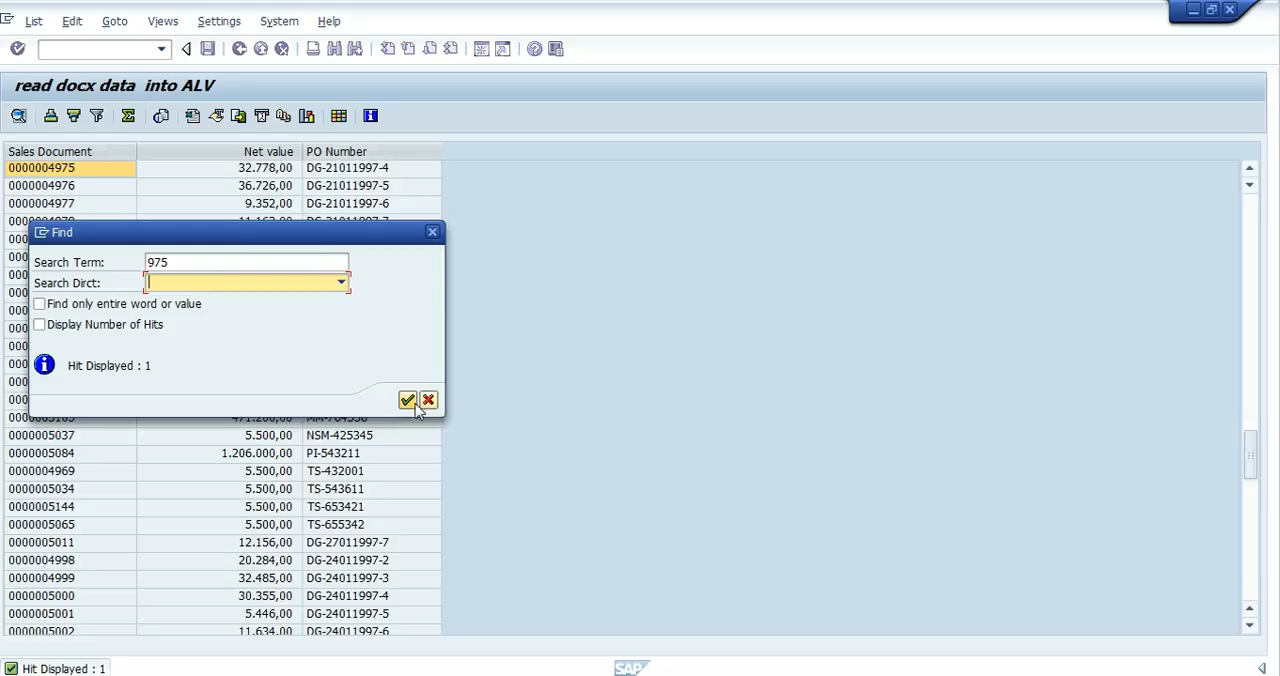 List Edit Goto Views Settings System Help
read docx data into ALV
Sales Document Net value PO Number
0000004975 32.778,00 DG-21011997-4
0000004976 36.726,00 DG-21011997-5
0000004977 9.352,00 DG-21011997-6
Find
Search Term: 975
Search Dirct:
Find only entire word or value
Display Number of Hits
Hit Displayed : 1
0000005037 5.500,00 NSM-425345
0000005084 1.206.000,00 PI-543211
0000004969 5.500,00 TS-432001
0000005034 5.500,00 TS-543611
0000005144 5.500,00 TS-653421
0000005065 5.500,00 TS-655342
0000005011 12.156,00 DG-27011997-7
0000004998 20.284,00 DG-24011997-2
0000004999 32.485,00 DG-24011997-3
0000005000 30.355,00 DG-24011997-4
0000005001 5.446,00 DG-24011997-5
0000005002 11.634,00 DG-24011997-6
Hit Displayed : 1
SAP